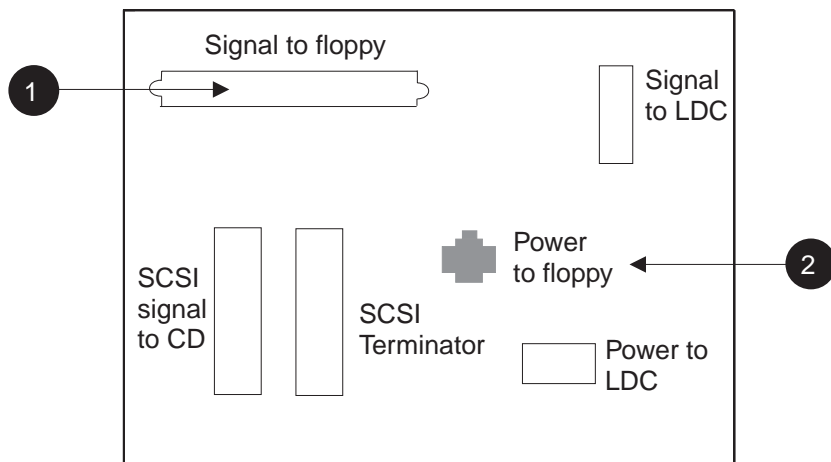 Signal to floppy
1
Signal
to LDC
Power
to floppy
2
SCSI
signal
to CD
SCSI
Terminator
Power to
LDC